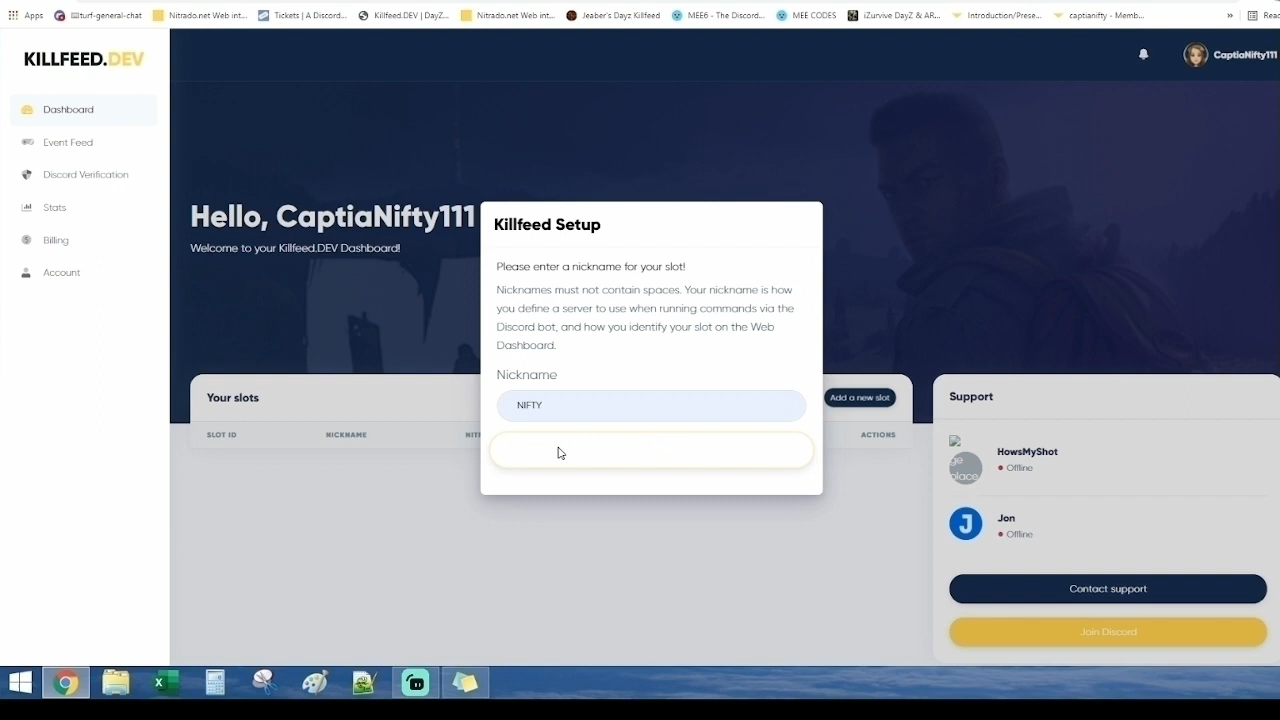 Apps
turf-general-chat
Nitrado.net Web int...
Tickets | A Discord...
Killfeed.DEV | DayZ...
Nitrado.net Web int...
Jeaber's Dayz Killfeed
MEE6 - The Discord...
MEE CODES
iZurvive DayZ & AR...
Introduction/Prese...
captianifty - Memb...
»
KILLFEED.DEV
CaptiaNifty111
Dashboard
Event Feed
Discord Verification
Stats
Billing
Account
Hello, CaptiaNifty111
Welcome to your Killfeed.DEV Dashboard!
Killfeed Setup
Please enter a nickname for your slot!
Nicknames must not contain spaces. Your nickname is how
you define a server to use when running commands via the
Discord bot, and how you identify your slot on the Web
Dashboard.
Nickname
NIFTY
Your slots
Add a new slot
SLOT ID
NICKNAME
ACTIONS
Support
HowsMyShot
Offline
J
Jon
Offline
Contact support
Join Discord